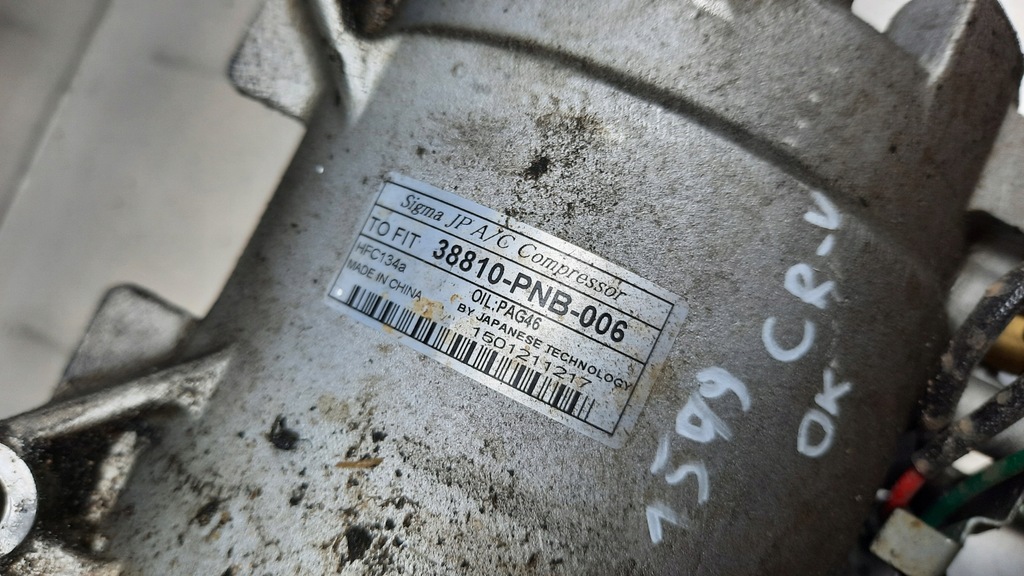 Sigma JP A/C Compressor
TO FIT 38810-PNB-006
HFC134a OIL:PAG46
MADE IN CHINA BY JAPANESE TECHNOLOGY
1601211217
CR-V
1599
OK